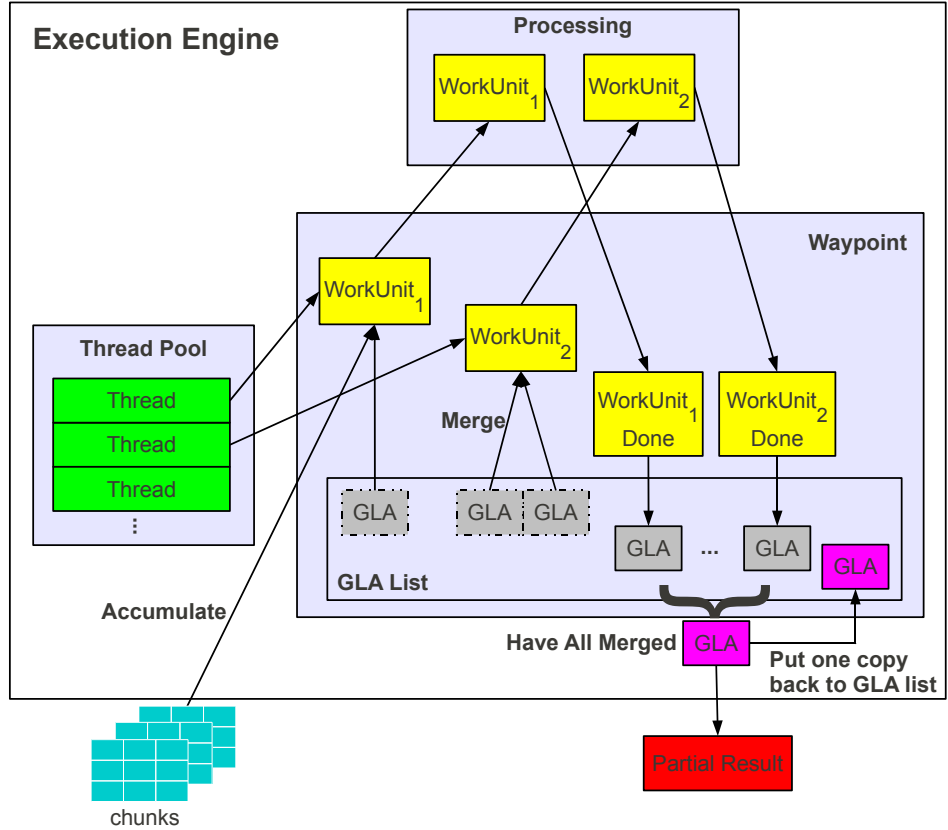 Execution Engine
Processing
WorkUnit1
WorkUnit2
Waypoint
WorkUnit1
WorkUnit2
Thread Pool
Thread
Thread
Thread
...
Merge
WorkUnit1
Done
WorkUnit2
Done
GLA
GLA
GLA
GLA
...
GLA
GLA
GLA List
Accumulate
Have All Merged
GLA
Put one copy
back to GLA list
Partial Result
chunks